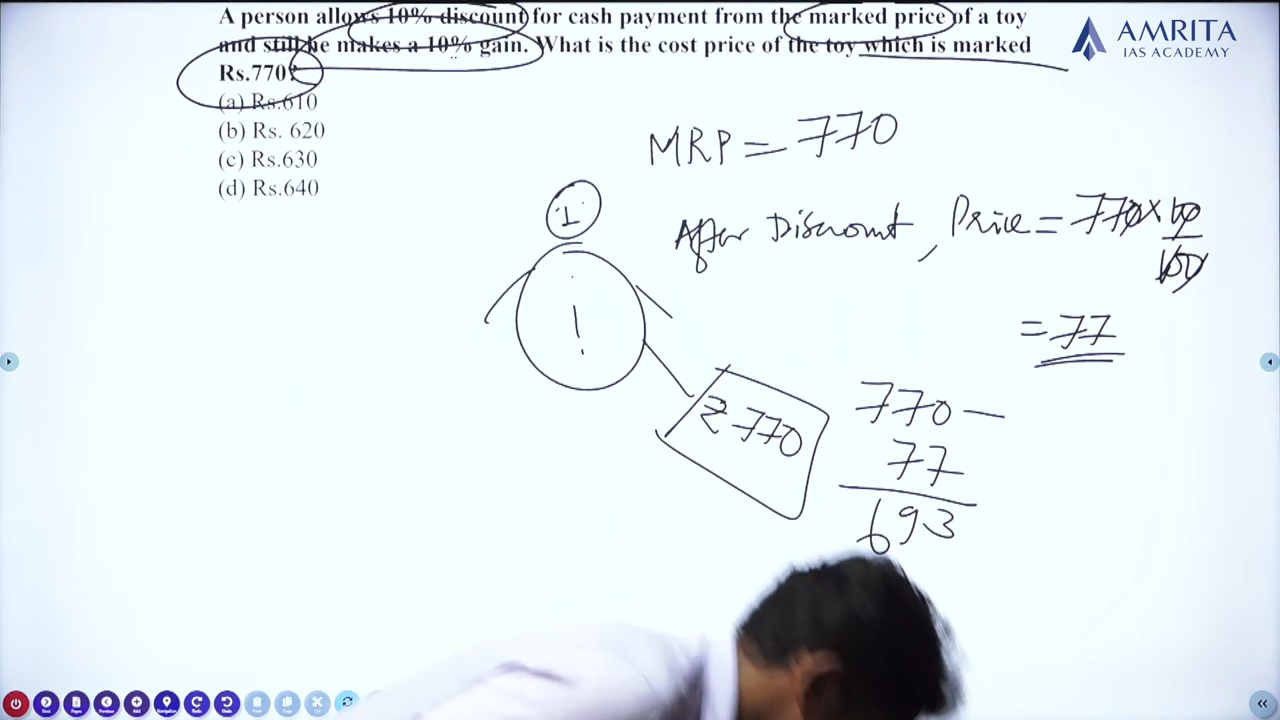 A person allows 10% discount for cash payment from the marked price of a toy
and still he makes a 10% gain. What is the cost price of the toy which is marked
Rs.770?
(a) Rs.610
(b) Rs. 620
(c) Rs.630
(d) Rs.640
AMRITA
IAS ACADEMY
MRP = 770
After Discount, Price = 770 × 10/100
= 77
₹ 770
770 —
77
693